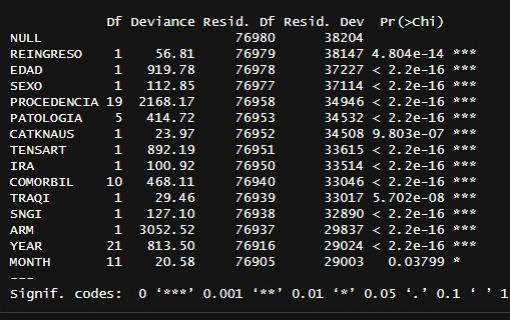 Df Deviance Resid. Df Resid. Dev Pr(>Chi)
NULL 76980 38204
REINGRESO 1 56.81 76979 38147 4.804e-14 ***
EDAD 1 919.78 76978 37227 < 2.2e-16 ***
SEXO 1 112.85 76977 37114 < 2.2e-16 ***
PROCEDENCIA 19 2168.17 76958 34946 < 2.2e-16 ***
PATOLOGIA 5 414.72 76953 34532 < 2.2e-16 ***
CATKNAUS 1 23.97 76952 34508 9.803e-07 ***
TENSART 1 892.19 76951 33615 < 2.2e-16 ***
IRA 1 100.92 76950 33514 < 2.2e-16 ***
COMORBIL 10 468.11 76940 33046 < 2.2e-16 ***
TRAQI 1 29.46 76939 33017 5.702e-08 ***
SNGI 1 127.10 76938 32890 < 2.2e-16 ***
ARM 1 3052.52 76937 29837 < 2.2e-16 ***
YEAR 21 813.50 76916 29024 < 2.2e-16 ***
MONTH 11 20.58 76905 29003 0.03799 *
---
Signif. codes: 0 ‘***’ 0.001 ‘**’ 0.01 ‘*’ 0.05 ‘.’ 0.1 ‘ ’ 1